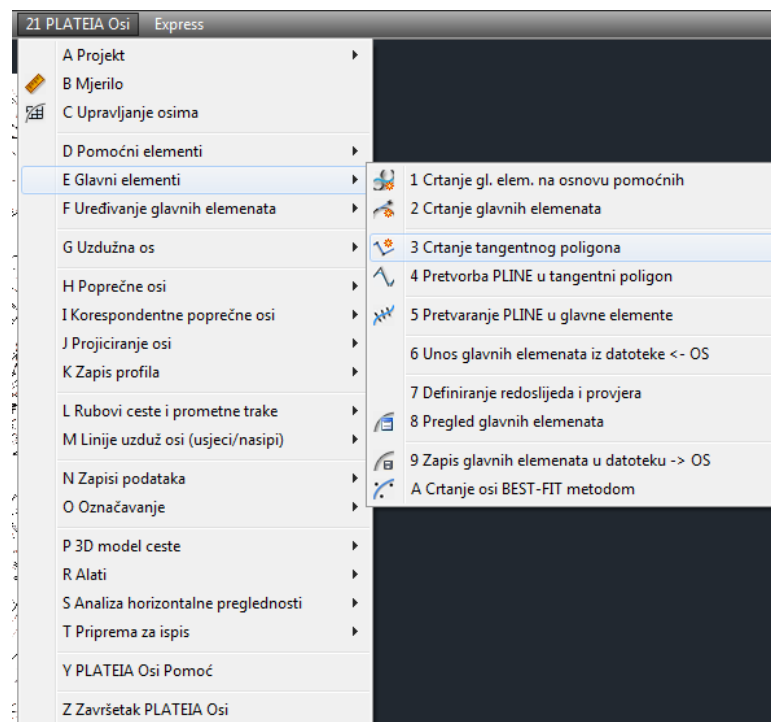 21 PLATEIA Osi Express
A Projekt
B Mjerilo
C Upravljanje osima
D Pomoćni elementi
E Glavni elementi
F Uređivanje glavnih elemenata
G Uzdužna os
H Poprečne osi
I Korespondentne poprečne osi
J Projiciranje osi
K Zapis profila
L Rubovi ceste i prometne trake
M Linije uzduž osi (usjeci/nasipi)
N Zapisi podataka
O Označavanje
P 3D model ceste
R Alati
S Analiza horizontalne preglednosti
T Priprema za ispis
Y PLATEIA Osi Pomoć
Z Završetak PLATEIA Osi
1 Crtanje gl. elem. na osnovu pomoćnih
2 Crtanje glavnih elemenata
3 Crtanje tangentnog poligona
4 Pretvorba PLINE u tangentni poligon
5 Pretvaranje PLINE u glavne elemente
6 Unos glavnih elemenata iz datoteke <- OS
7 Definiranje redoslijeda i provjera
8 Pregled glavnih elemenata
9 Zapis glavnih elemenata u datoteku -> OS
A Crtanje osi BEST-FIT metodom